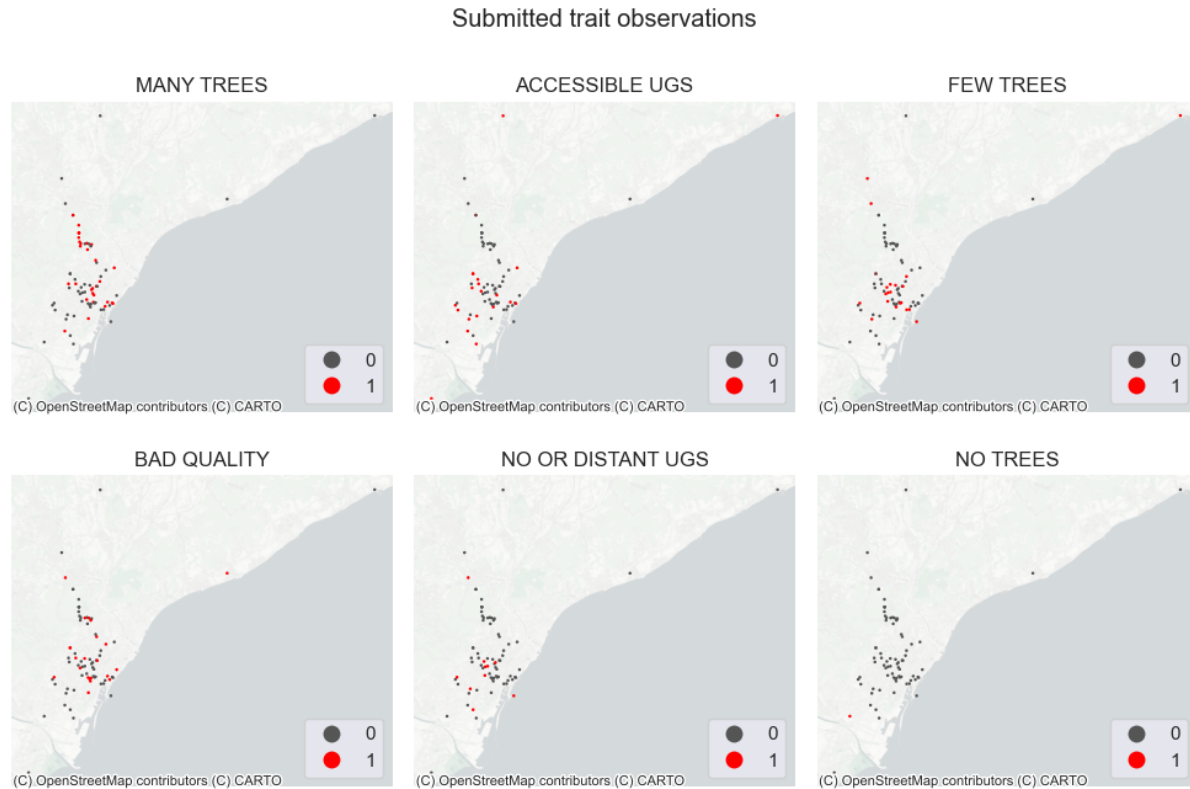 Submitted trait observations
MANY TREES
ACCESSIBLE UGS
FEW TREES
0
1
(C) OpenStreetMap contributors (C) CARTO
0
1
(C) OpenStreetMap contributors (C) CARTO
0
1
(C) OpenStreetMap contributors (C) CARTO
BAD QUALITY
NO OR DISTANT UGS
NO TREES
0
1
(C) OpenStreetMap contributors (C) CARTO
0
1
(C) OpenStreetMap contributors (C) CARTO
0
1
(C) OpenStreetMap contributors (C) CARTO